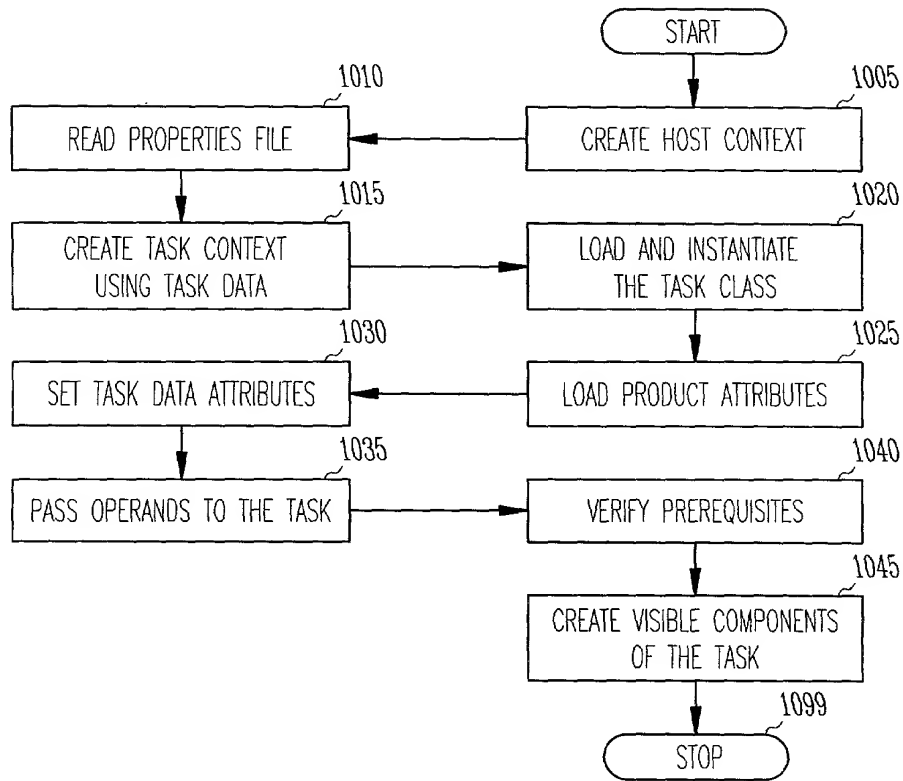 START
1005
CREATE HOST CONTEXT
1010
READ PROPERTIES FILE
1015
CREATE TASK CONTEXT
USING TASK DATA
1020
LOAD AND INSTANTIATE
THE TASK CLASS
1025
LOAD PRODUCT ATTRIBUTES
1030
SET TASK DATA ATTRIBUTES
1035
PASS OPERANDS TO THE TASK
1040
VERIFY PREREQUISITES
1045
CREATE VISIBLE COMPONENTS
OF THE TASK
1099
STOP